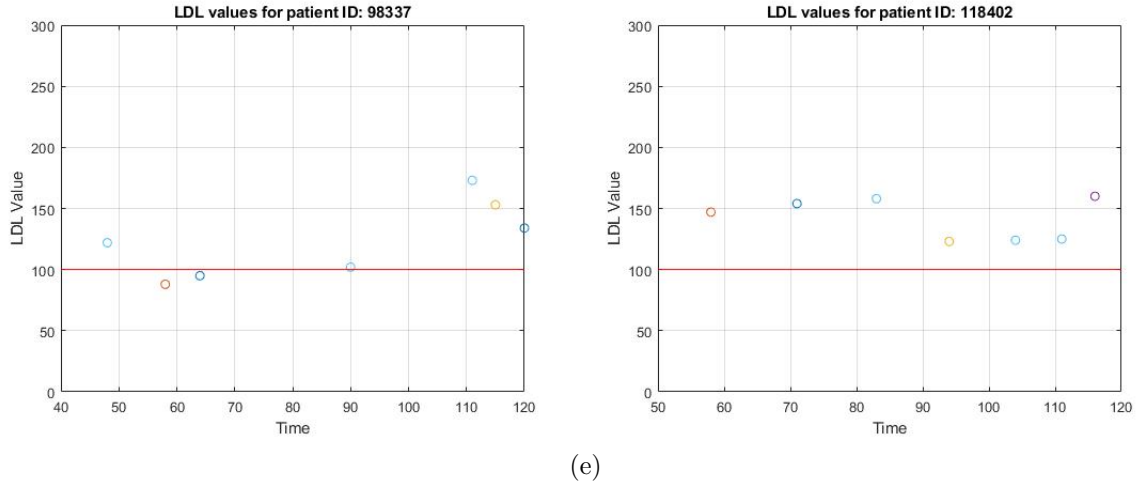 LDL values for patient ID: 98337
300
250
200
150
100
50
0
LDL Value
40 50 60 70 80 90 100 110 120
Time
LDL values for patient ID: 118402
300
250
200
150
100
50
0
LDL Value
50 60 70 80 90 100 110 120
Time
(e)